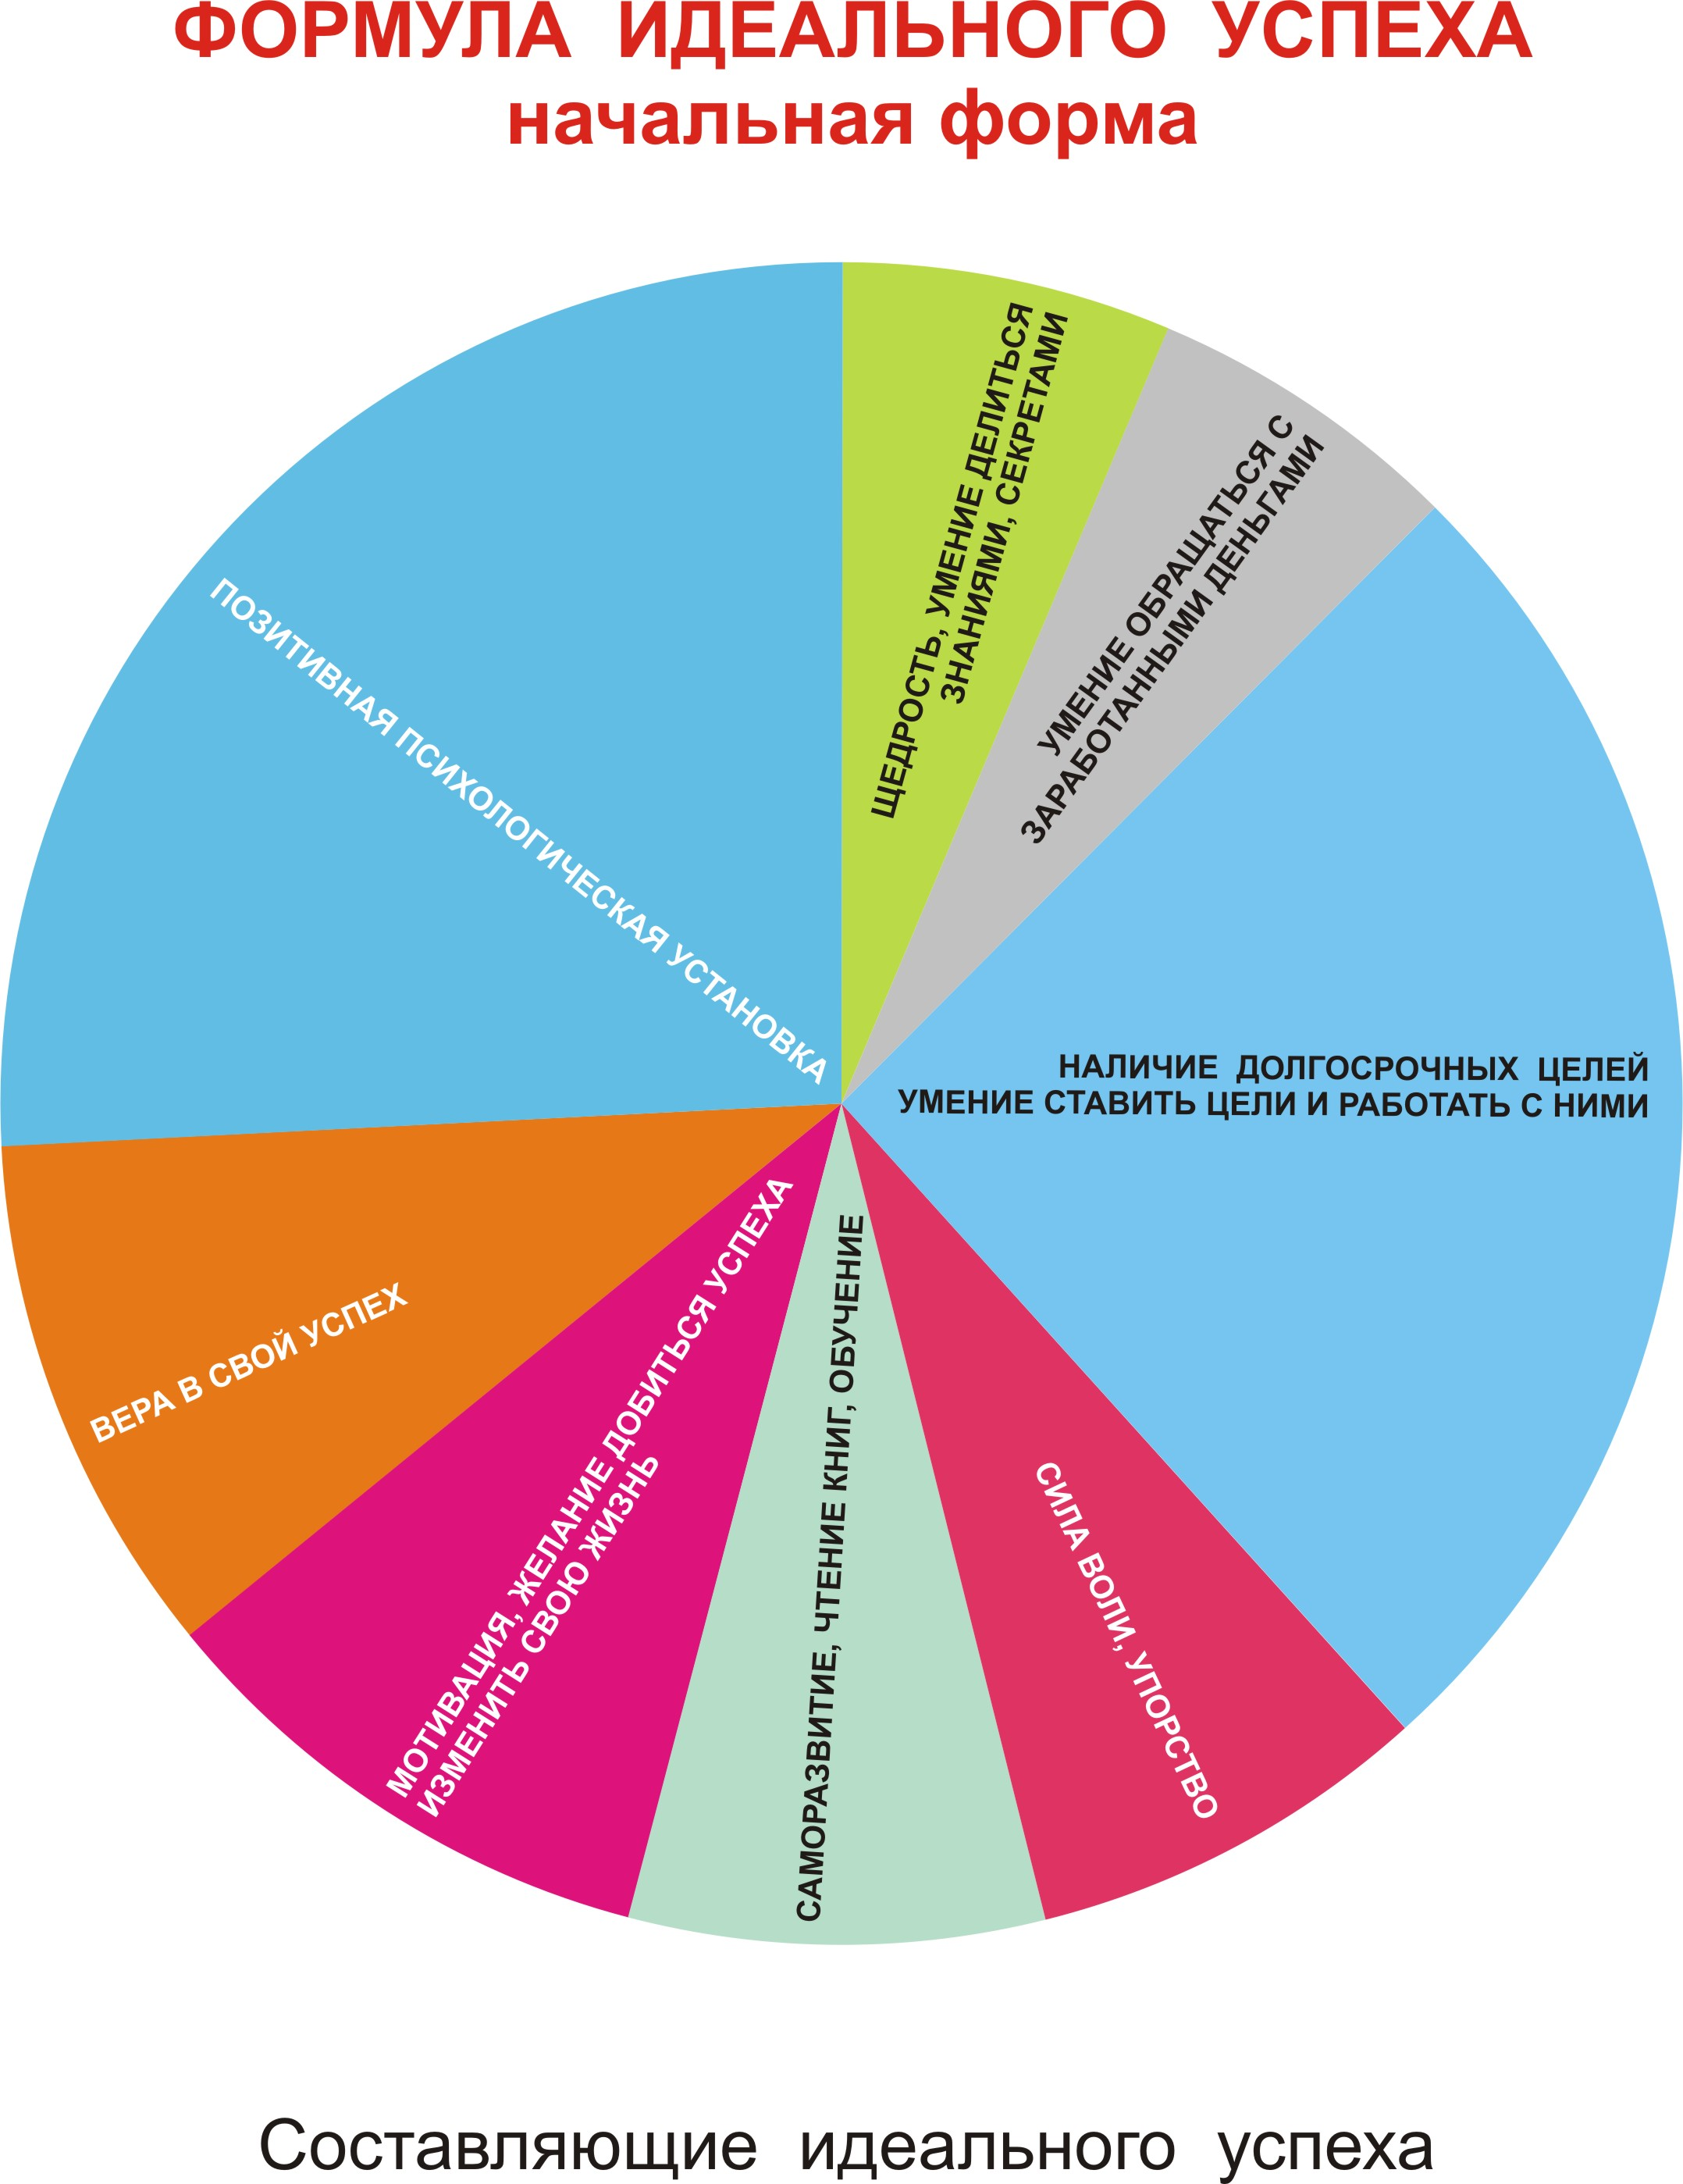 ФОРМУЛА ИДЕАЛЬНОГО УСПЕХА
начальная форма
ЩЕДРОСТЬ, УМЕНИЕ ДЕЛИТЬСЯ
ЗНАНИЯМИ, СЕКРЕТАМИ
УМЕНИЕ ОБРАЩАТЬСЯ С
ЗАРАБОТАННЫМИ ДЕНЬГАМИ
НАЛИЧИЕ ДОЛГОСРОЧНЫХ ЦЕЛЕЙ
УМЕНИЕ СТАВИТЬ ЦЕЛИ И РАБОТАТЬ С НИМИ
СИЛА ВОЛИ, УПОРСТВО
САМОРАЗВИТИЕ, ЧТЕНИЕ КНИГ, ОБУЧЕНИЕ
МОТИВАЦИЯ, ЖЕЛАНИЕ ДОБИТЬСЯ УСПЕХА
ИЗМЕНИТЬ СВОЮ ЖИЗНЬ
ВЕРА В СВОЙ УСПЕХ
ПОЗИТИВНАЯ ПСИХОЛОГИЧЕСКАЯ УСТАНОВКА
Составляющие идеального успеха